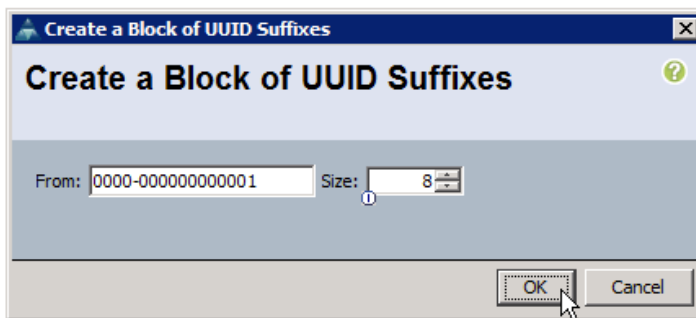 Create a Block of UUID Suffixes
Create a Block of UUID Suffixes
From: 0000-000000000001 Size: 8
OK Cancel